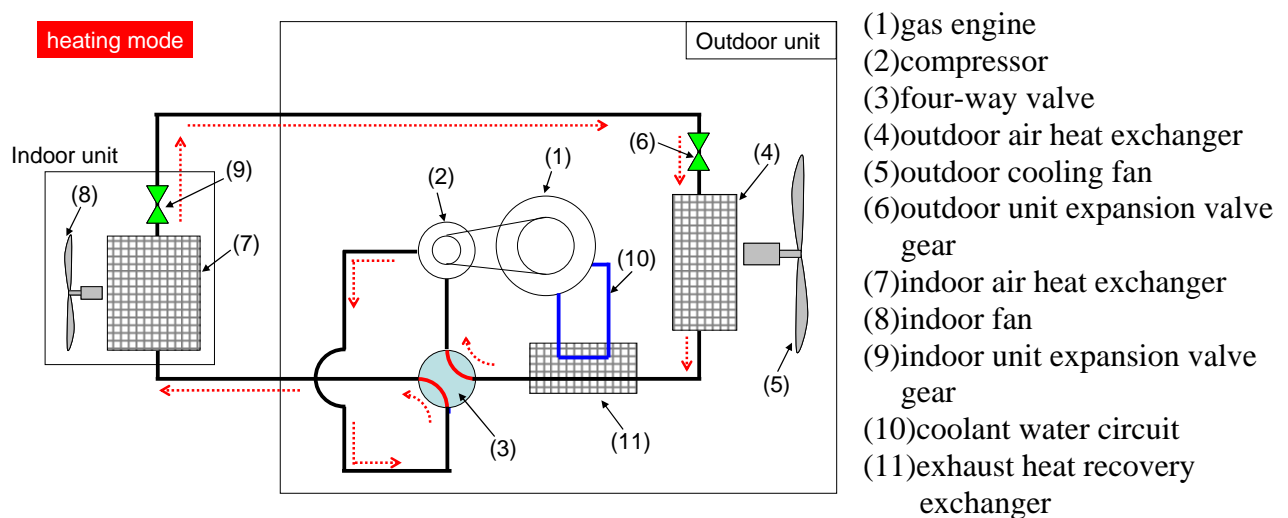 heating mode
Outdoor unit
Indoor unit
(8)
(9)
(7)
(2)
(1)
(6)
(4)
(10)
(5)
(3)
(11)
(1)gas engine
(2)compressor
(3)four-way valve
(4)outdoor air heat exchanger
(5)outdoor cooling fan
(6)outdoor unit expansion valve
gear
(7)indoor air heat exchanger
(8)indoor fan
(9)indoor unit expansion valve
gear
(10)coolant water circuit
(11)exhaust heat recovery
exchanger